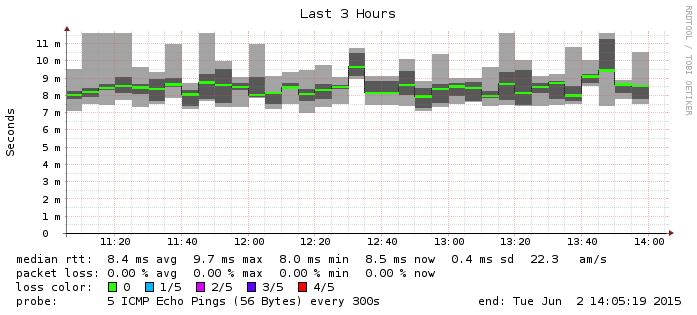 Last 3 Hours
RRDTOOL / TOBI OETIKER
Seconds
11 m
10 m
9 m
8 m
7 m
6 m
5 m
4 m
3 m
2 m
1 m
0
11:20 11:40 12:00 12:20 12:40 13:00 13:20 13:40 14:00
median rtt: 8.4 ms avg 9.7 ms max 8.0 ms min 8.5 ms now 0.4 ms sd 22.3 am/s
packet loss: 0.00 % avg 0.00 % max 0.00 % min 0.00 % now
loss color: 0 1/5 2/5 3/5 4/5
probe: 5 ICMP Echo Pings (56 Bytes) every 300s end: Tue Jun 2 14:05:19 2015